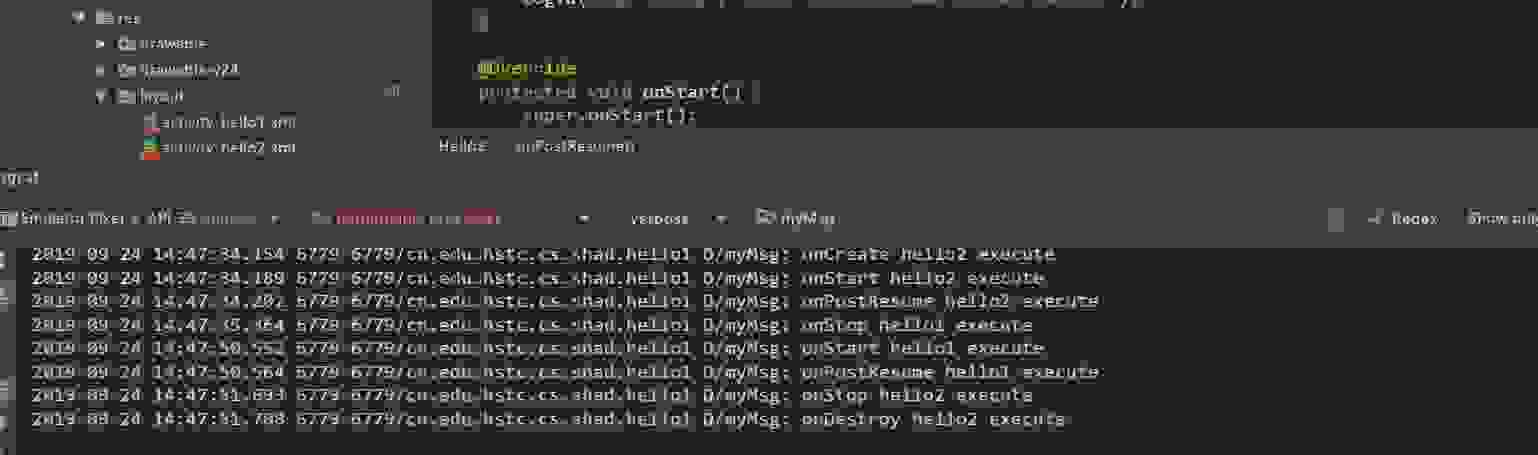 res
drawable
drawable-v24
layout
activity_hello1.xml
activity_hello2.xml
@Override
protected void onStart() {
super.onStart();
Hello2 onPostResume()
logcat
Verbose myMsg Regex Show only
2019-09-24 14:47:34.154 6779-6779/cn.edu.hstc.cs.shad.hello1 D/myMsg: onCreate hello2 execute
2019-09-24 14:47:34.189 6779-6779/cn.edu.hstc.cs.shad.hello1 D/myMsg: onStart hello2 execute
2019-09-24 14:47:34.202 6779-6779/cn.edu.hstc.cs.shad.hello1 D/myMsg: onPostResume hello2 execute
2019-09-24 14:47:35.364 6779-6779/cn.edu.hstc.cs.shad.hello1 D/myMsg: onStop hello1 execute
2019-09-24 14:47:50.552 6779-6779/cn.edu.hstc.cs.shad.hello1 D/myMsg: onStart hello1 execute
2019-09-24 14:47:50.564 6779-6779/cn.edu.hstc.cs.shad.hello1 D/myMsg: onPostResume hello1 execute
2019-09-24 14:47:51.693 6779-6779/cn.edu.hstc.cs.shad.hello1 D/myMsg: onStop hello2 execute
2019-09-24 14:47:51.708 6779-6779/cn.edu.hstc.cs.shad.hello1 D/myMsg: onDestroy hello2 execute